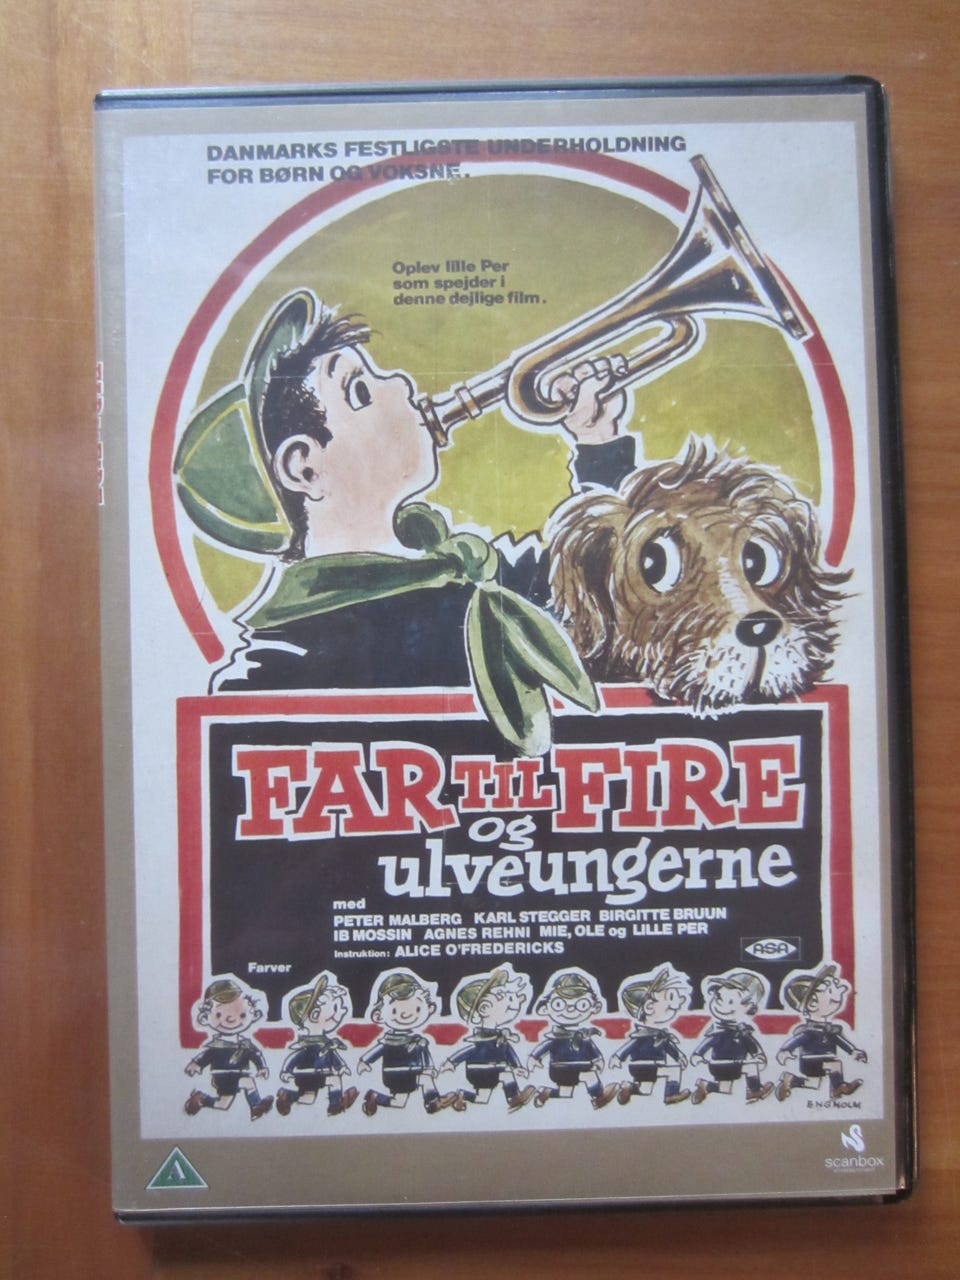 DANMARKS FESTLIGSTE UNDERHOLDNING
FOR BØRN OG VOKSNE.
Oplev lille Per
som spejder i
denne dejlige film.
FAR TIL FIRE
og
ulveungerne
med
PETER MALBERG KARL STEGGER BIRGITTE BRUUN
IB MOSSIN AGNES REHNI MIE, OLE og LILLE PER
Instruktion: ALICE O'FREDERICKS
ASA
Farver
ENGHOLM
A
scanbox